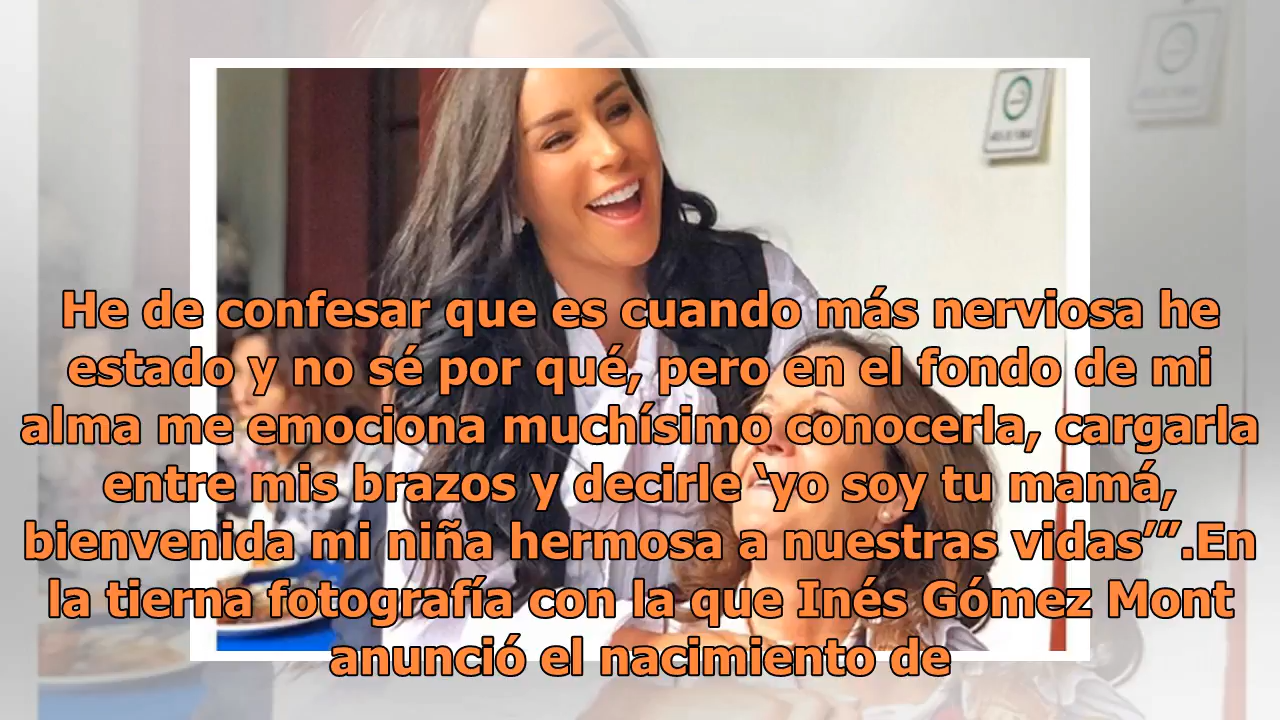 He de confesar que es cuando más nerviosa he
estado y no sé por qué, pero en el fondo de mi
alma me emociona muchísimo conocerla, cargarla
entre mis brazos y decirle ‘yo soy tu mamá,
bienvenida mi niña hermosa a nuestras vidas’”.En
la tierna fotografía con la que Inés Gómez Mont
anunció el nacimiento de